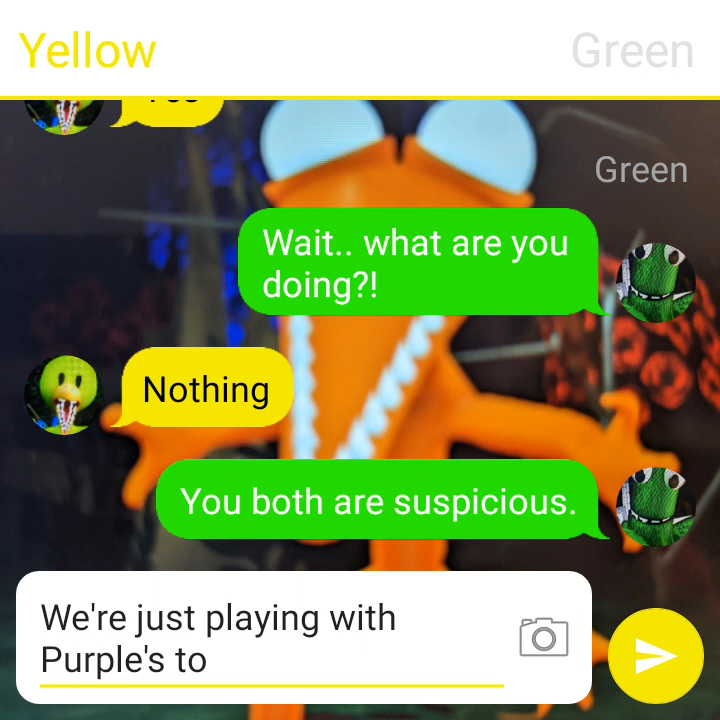 Yellow
Green
Green
Wait.. what are you
doing?!
Nothing
You both are suspicious.
We're just playing with
Purple's to